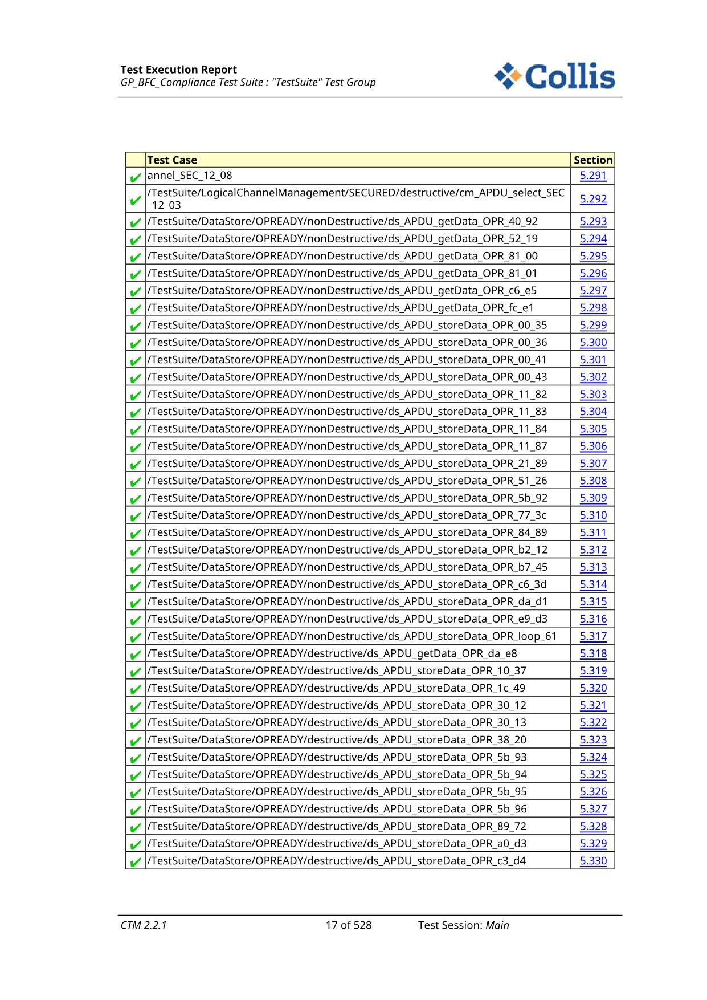 Test Execution Report
GP_BFC_Compliance Test Suite : "TestSuite" Test Group
Collis
Test Case Section
annel_SEC_12_08 5.291
/TestSuite/LogicalChannelManagement/SECURED/destructive/cm_APDU_select_SEC
_12_03 5.292
/TestSuite/DataStore/OPREADY/nonDestructive/ds_APDU_getData_OPR_40_92 5.293
/TestSuite/DataStore/OPREADY/nonDestructive/ds_APDU_getData_OPR_52_19 5.294
/TestSuite/DataStore/OPREADY/nonDestructive/ds_APDU_getData_OPR_81_00 5.295
/TestSuite/DataStore/OPREADY/nonDestructive/ds_APDU_getData_OPR_81_01 5.296
/TestSuite/DataStore/OPREADY/nonDestructive/ds_APDU_getData_OPR_c6_e5 5.297
/TestSuite/DataStore/OPREADY/nonDestructive/ds_APDU_getData_OPR_fc_e1 5.298
/TestSuite/DataStore/OPREADY/nonDestructive/ds_APDU_storeData_OPR_00_35 5.299
/TestSuite/DataStore/OPREADY/nonDestructive/ds_APDU_storeData_OPR_00_36 5.300
/TestSuite/DataStore/OPREADY/nonDestructive/ds_APDU_storeData_OPR_00_41 5.301
/TestSuite/DataStore/OPREADY/nonDestructive/ds_APDU_storeData_OPR_00_43 5.302
/TestSuite/DataStore/OPREADY/nonDestructive/ds_APDU_storeData_OPR_11_82 5.303
/TestSuite/DataStore/OPREADY/nonDestructive/ds_APDU_storeData_OPR_11_83 5.304
/TestSuite/DataStore/OPREADY/nonDestructive/ds_APDU_storeData_OPR_11_84 5.305
/TestSuite/DataStore/OPREADY/nonDestructive/ds_APDU_storeData_OPR_11_87 5.306
/TestSuite/DataStore/OPREADY/nonDestructive/ds_APDU_storeData_OPR_21_89 5.307
/TestSuite/DataStore/OPREADY/nonDestructive/ds_APDU_storeData_OPR_51_26 5.308
/TestSuite/DataStore/OPREADY/nonDestructive/ds_APDU_storeData_OPR_5b_92 5.309
/TestSuite/DataStore/OPREADY/nonDestructive/ds_APDU_storeData_OPR_77_3c 5.310
/TestSuite/DataStore/OPREADY/nonDestructive/ds_APDU_storeData_OPR_84_89 5.311
/TestSuite/DataStore/OPREADY/nonDestructive/ds_APDU_storeData_OPR_b2_12 5.312
/TestSuite/DataStore/OPREADY/nonDestructive/ds_APDU_storeData_OPR_b7_45 5.313
/TestSuite/DataStore/OPREADY/nonDestructive/ds_APDU_storeData_OPR_c6_3d 5.314
/TestSuite/DataStore/OPREADY/nonDestructive/ds_APDU_storeData_OPR_da_d1 5.315
/TestSuite/DataStore/OPREADY/nonDestructive/ds_APDU_storeData_OPR_e9_d3 5.316
/TestSuite/DataStore/OPREADY/nonDestructive/ds_APDU_storeData_OPR_loop_61 5.317
/TestSuite/DataStore/OPREADY/destructive/ds_APDU_getData_OPR_da_e8 5.318
/TestSuite/DataStore/OPREADY/destructive/ds_APDU_storeData_OPR_10_37 5.319
/TestSuite/DataStore/OPREADY/destructive/ds_APDU_storeData_OPR_1c_49 5.320
/TestSuite/DataStore/OPREADY/destructive/ds_APDU_storeData_OPR_30_12 5.321
/TestSuite/DataStore/OPREADY/destructive/ds_APDU_storeData_OPR_30_13 5.322
/TestSuite/DataStore/OPREADY/destructive/ds_APDU_storeData_OPR_38_20 5.323
/TestSuite/DataStore/OPREADY/destructive/ds_APDU_storeData_OPR_5b_93 5.324
/TestSuite/DataStore/OPREADY/destructive/ds_APDU_storeData_OPR_5b_94 5.325
/TestSuite/DataStore/OPREADY/destructive/ds_APDU_storeData_OPR_5b_95 5.326
/TestSuite/DataStore/OPREADY/destructive/ds_APDU_storeData_OPR_5b_96 5.327
/TestSuite/DataStore/OPREADY/destructive/ds_APDU_storeData_OPR_89_72 5.328
/TestSuite/DataStore/OPREADY/destructive/ds_APDU_storeData_OPR_a0_d3 5.329
/TestSuite/DataStore/OPREADY/destructive/ds_APDU_storeData_OPR_c3_d4 5.330
CTM 2.2.1 17 of 528 Test Session: Main